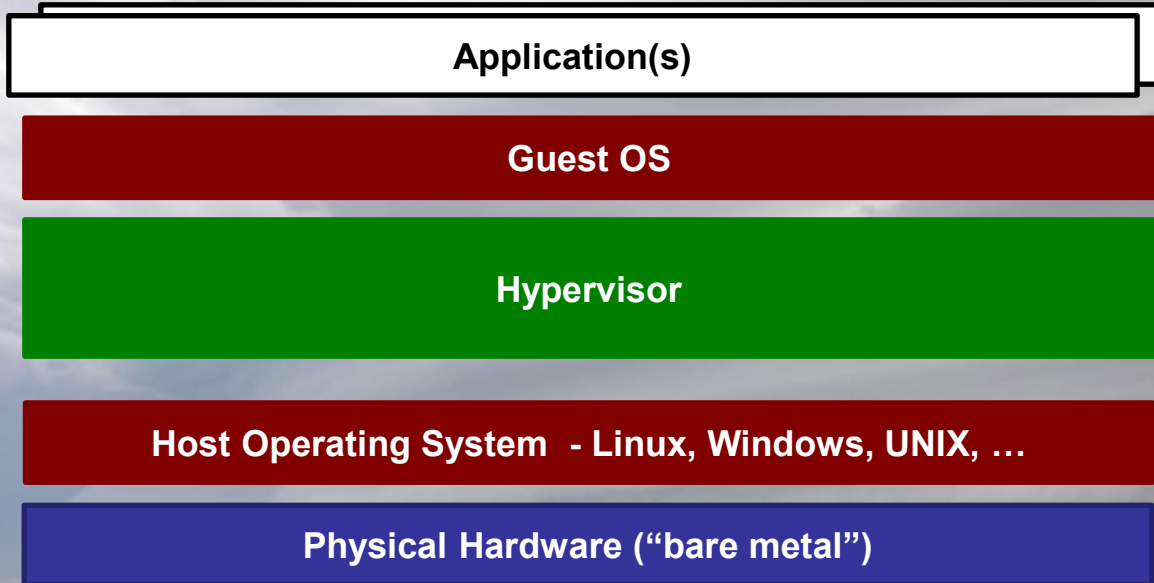 Application(s)
Guest OS
Hypervisor
Host Operating System  - Linux, Windows, UNIX, …
Physical Hardware (“bare metal”)